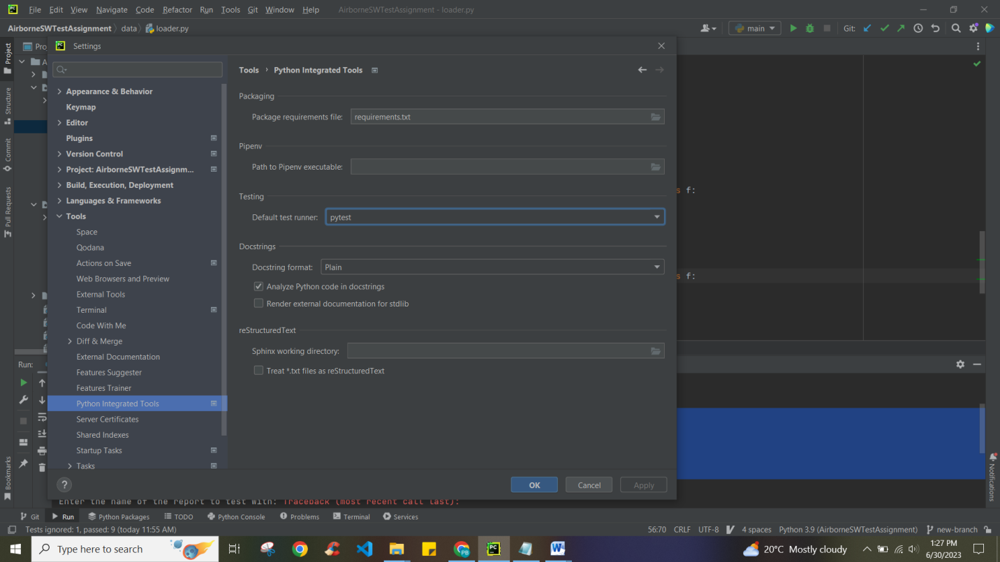 File Edit View Navigate Code Refactor Run Tools Git Window Help AirborneSWTestAssignment - loader.py
AirborneSWTestAssignment data loader.py main Git:
Project
Structure
Commit
Pull Requests
Bookmarks
Pro
A
Settings
Appearance & Behavior
Keymap
Editor
Plugins
Version Control
Project: AirborneSWTestAssignm...
Build, Execution, Deployment
Languages & Frameworks
Tools
Space
Qodana
Actions on Save
Web Browsers and Preview
External Tools
Terminal
Code With Me
Diff & Merge
External Documentation
Features Suggester
Features Trainer
Python Integrated Tools
Server Certificates
Shared Indexes
Startup Tasks
Tasks
Tools › Python Integrated Tools
Packaging
Package requirements file: requirements.txt
Pipenv
Path to Pipenv executable:
Testing
Default test runner: pytest
Docstrings
Docstring format: Plain
Analyze Python code in docstrings
Render external documentation for stdlib
reStructuredText
Sphinx working directory:
Treat *.txt files as reStructuredText
? OK Cancel Apply
s f:
s f:
Notifications
Run:
Enter the name of the report to test with: Traceback (most recent call last):
Git Run Python Packages TODO Python Console Problems Terminal Services
Tests ignored: 1, passed: 9 (today 11:55 AM) 56:70 CRLF UTF-8 4 spaces Python 3.9 (AirborneSWTestAssignment) new-branch
Type here to search
20°C Mostly cloudy
1:27 PM
6/30/2023